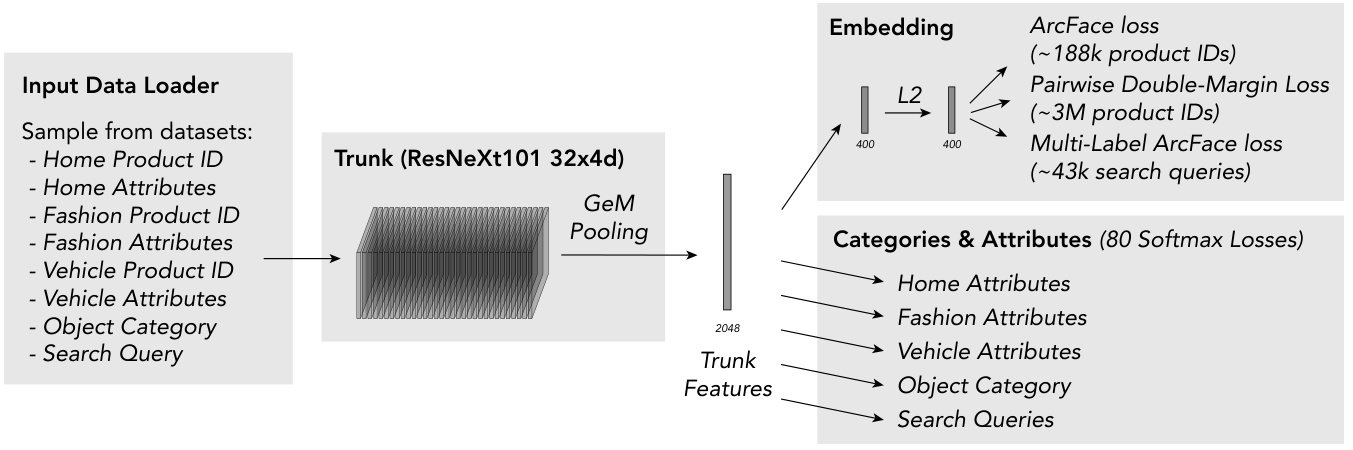 Input Data Loader
Sample from datasets:
- Home Product ID
- Home Attributes
- Fashion Product ID
- Fashion Attributes
- Vehicle Product ID
- Vehicle Attributes
- Object Category
- Search Query
Trunk (ResNeXt101 32x4d)
GeM
Pooling
2048
Trunk
Features
Embedding
400
L2
400
ArcFace loss
(~188k product IDs)
Pairwise Double-Margin Loss
(~3M product IDs)
Multi-Label ArcFace loss
(~43k search queries)
Categories & Attributes (80 Softmax Losses)
Home Attributes
Fashion Attributes
Vehicle Attributes
Object Category
Search Queries